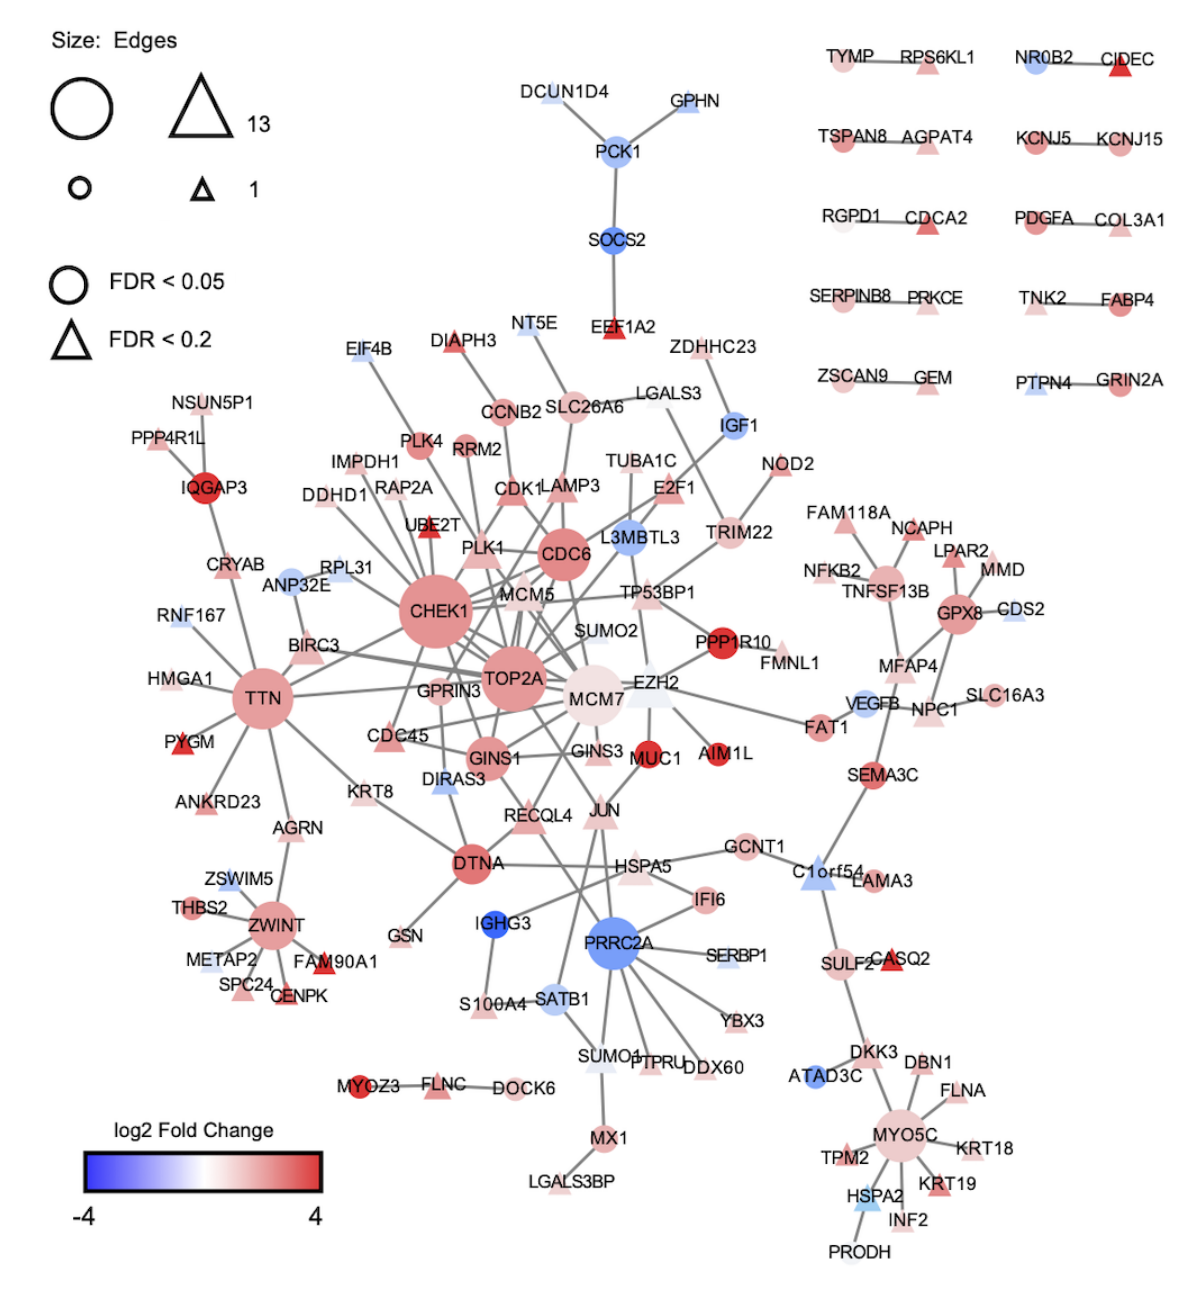 Size: Edges
13
1
FDR < 0.05
FDR < 0.2
TYMP RPS6KL1 NR0B2 CIDEC
TSPAN8 AGPAT4 KCNJ5 KCNJ15
RGPD1 CDCA2 PDGFA COL3A1
SERPINB8 PRKCE TNK2 FABP4
ZSCAN9 GEM PTPN4 GRIN2A
DCUN1D4 GPHN
PCK1
SOCS2
EEF1A2
NT5E
DIAPH3
EIF4B
ZDHHC23
LGALS3
NSUN5P1
CCNB2 SLC26A6
IGF1
PPP4R1L
PLK4 RRM2
IMPDH1 TUBA1C NOD2
IQGAP3
RAP2A CDK1 LAMP3 E2F1
DDHD1
UBE2T
FAM118A NCAPH
L3MBTL3 TRIM22
PLK1 CDC6
LPAR2
MMD
CRYAB RPL31
ANP32E
NFKB2
TNFSF13B
MCM5 TP53BP1
CHEK1
GPX8 CDS2
RNF167
SUMO2
BIRC3
PPP1R10
FMNL1
MFAP4
HMGA1
TOP2A EZH2
GPRIN3
TTN
MCM7
SLC16A3
VEGFB NPC1
FAT1
PYGM
CDC45
GINS1 GINS3 MUC1 AIM1L
DIRAS3
SEMA3C
KRT8
ANKRD23
RECQL4 JUN
AGRN
GCNT1
DTNA HSPA5
C1orf54
LAMA3
ZSWIM5
THBS2
IFI6
ZWINT
IGHG3
GSN
PRRC2A
SERBP1
METAP2 FAM90A1
SULF2 CASQ2
SPC24
CENPK
S100A4 SATB1
YBX3
SUMO1 PTPRU DDX60
DKK3
DBN1
ATAD3C
MYOZ3 FLNC DOCK6
FLNA
log2 Fold Change
MX1
MYO5C
KRT18
TPM2
LGALS3BP
KRT19
HSPA2
-4 4
INF2
PRODH